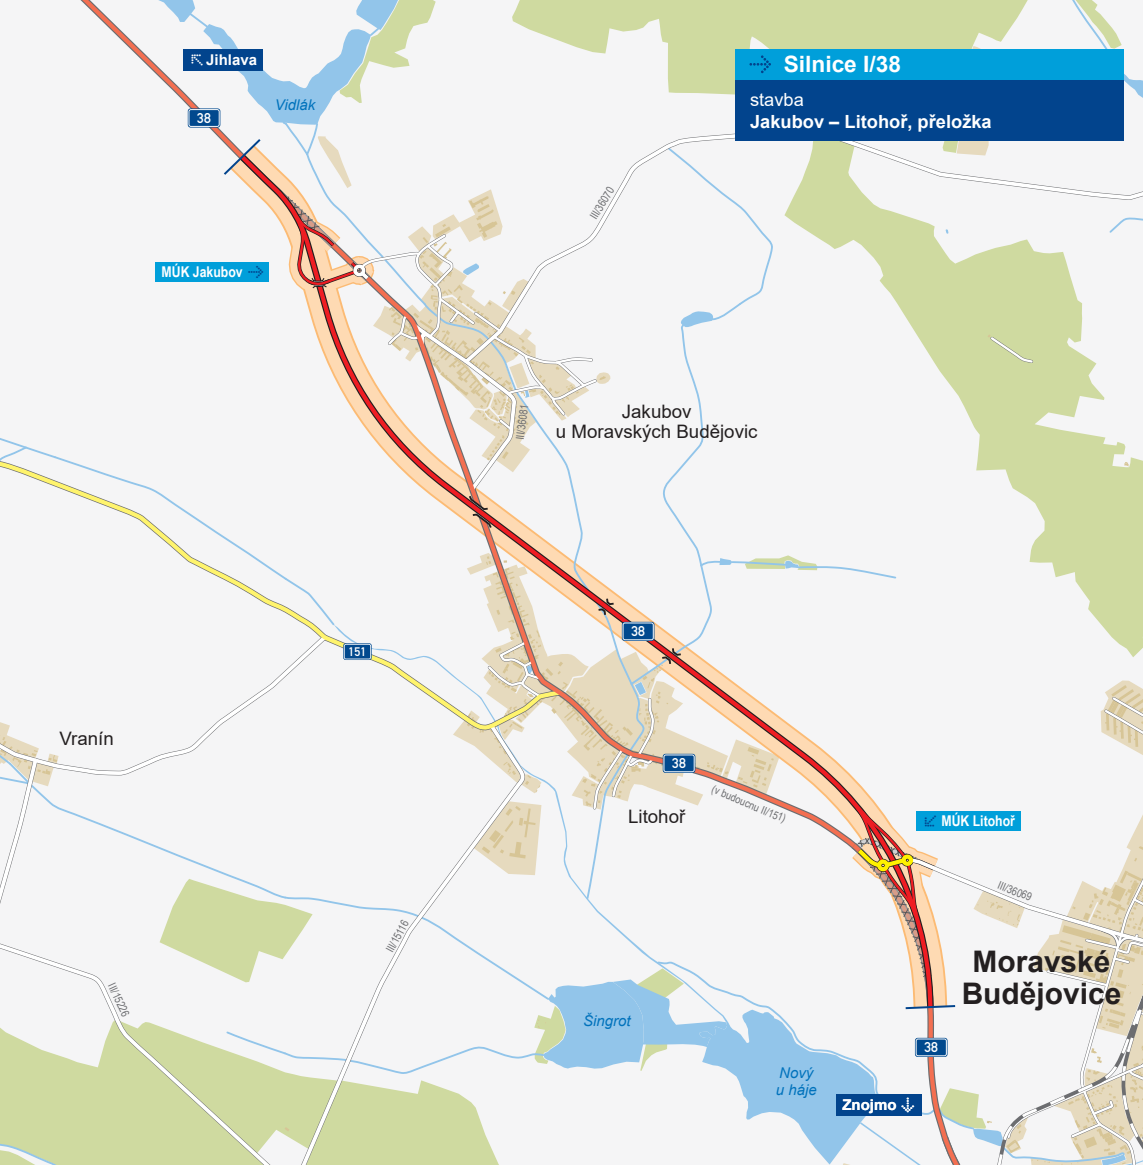 Jihlava
Silnice I/38
stavba
Jakubov – Litohoř, přeložka
Vidlák
38
III/36070
MÚK Jakubov
Jakubov
u Moravských Budějovic
III/36081
38
151
Vranín
38
(v budoucnu II/151)
Litohoř
MÚK Litohoř
III/36069
III/15116
Moravské
Budějovice
III/15226
Šingrot
38
Nový
u háje
Znojmo